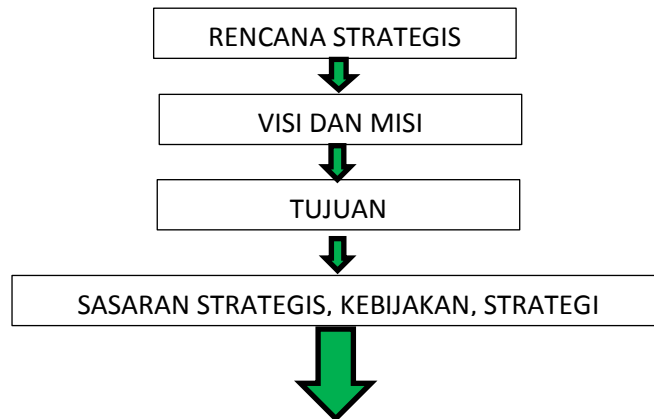 RENCANA STRATEGIS
VISI DAN MISI
TUJUAN
SASARAN STRATEGIS, KEBIJAKAN, STRATEGI